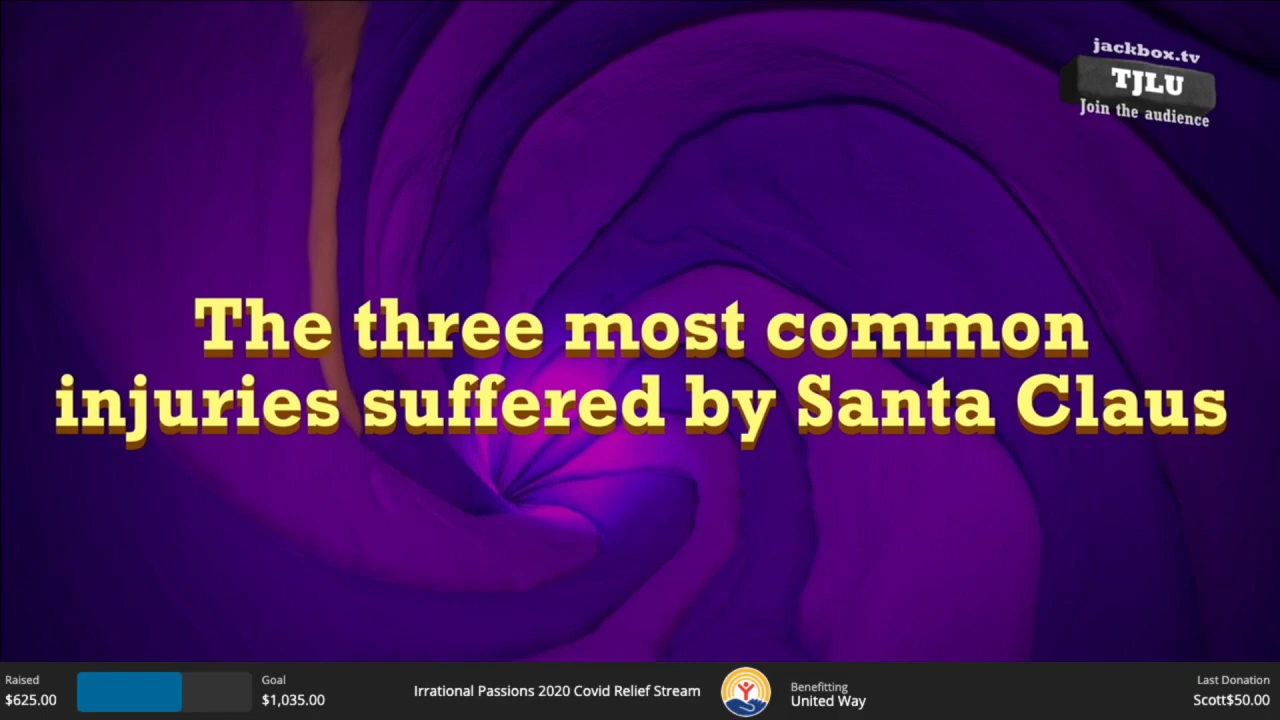 jackbox.tv
TJLU
Join the audience
The three most common
injuries suffered by Santa Claus
Raised
$625.00
Goal
$1,035.00
Irrational Passions 2020 Covid Relief Stream
Benefitting
United Way
Last Donation
Scott$50.00